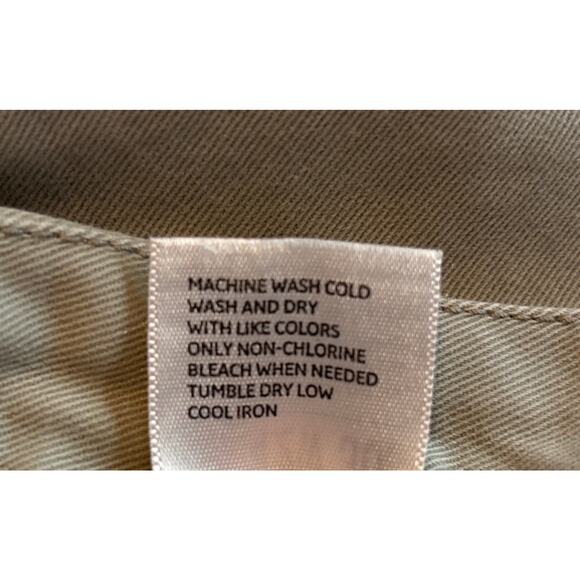 MACHINE WASH COLD
WASH AND DRY
WITH LIKE COLORS
ONLY NON-CHLORINE
BLEACH WHEN NEEDED
TUMBLE DRY LOW
COOL IRON